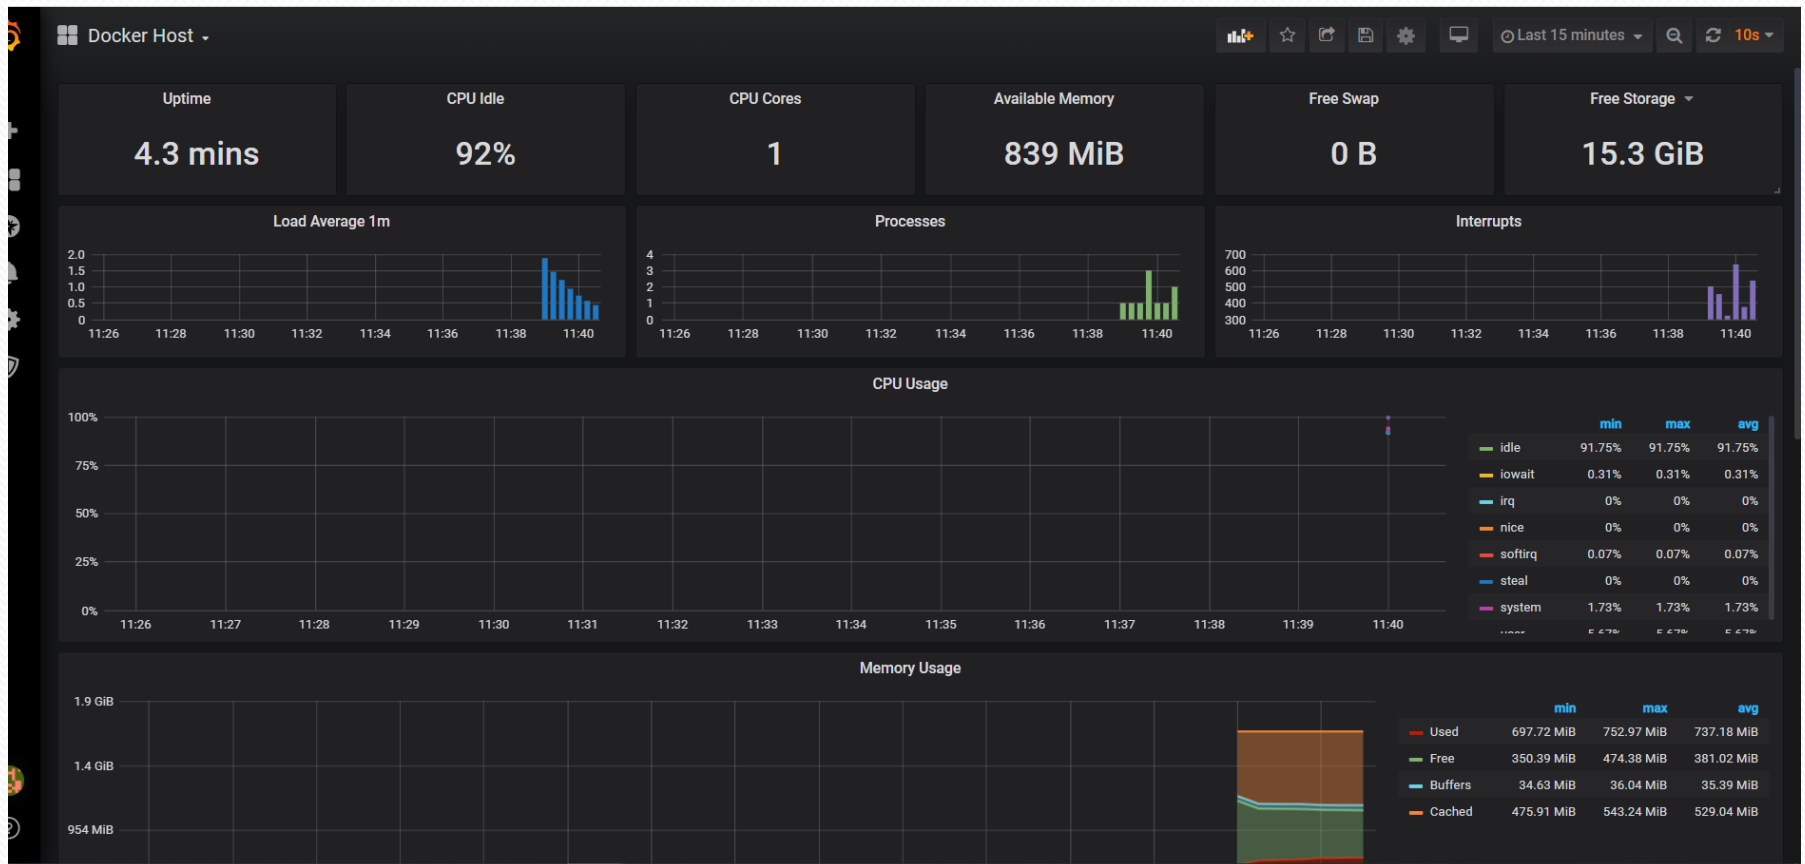 Docker Host
Last 15 minutes
10s
Uptime
4.3 mins
CPU Idle
92%
CPU Cores
1
Available Memory
839 MiB
Free Swap
0 B
Free Storage
15.3 GiB
Load Average 1m
2.0
1.5
1.0
0.5
0
11:26 11:28 11:30 11:32 11:34 11:36 11:38 11:40
Processes
4
3
2
1
0
11:26 11:28 11:30 11:32 11:34 11:36 11:38 11:40
Interrupts
700
600
500
400
300
11:26 11:28 11:30 11:32 11:34 11:36 11:38 11:40
CPU Usage
100%
75%
50%
25%
0%
11:26 11:27 11:28 11:29 11:30 11:31 11:32 11:33 11:34 11:35 11:36 11:37 11:38 11:39 11:40
min max avg
idle 91.75% 91.75% 91.75%
iowait 0.31% 0.31% 0.31%
irq 0% 0% 0%
nice 0% 0% 0%
softirq 0.07% 0.07% 0.07%
steal 0% 0% 0%
system 1.73% 1.73% 1.73%
user 5.67% 5.67% 5.67%
Memory Usage
1.9 GiB
1.4 GiB
954 MiB
min max avg
Used 697.72 MiB 752.97 MiB 737.18 MiB
Free 350.39 MiB 474.38 MiB 381.02 MiB
Buffers 34.63 MiB 36.04 MiB 35.39 MiB
Cached 475.91 MiB 543.24 MiB 529.04 MiB